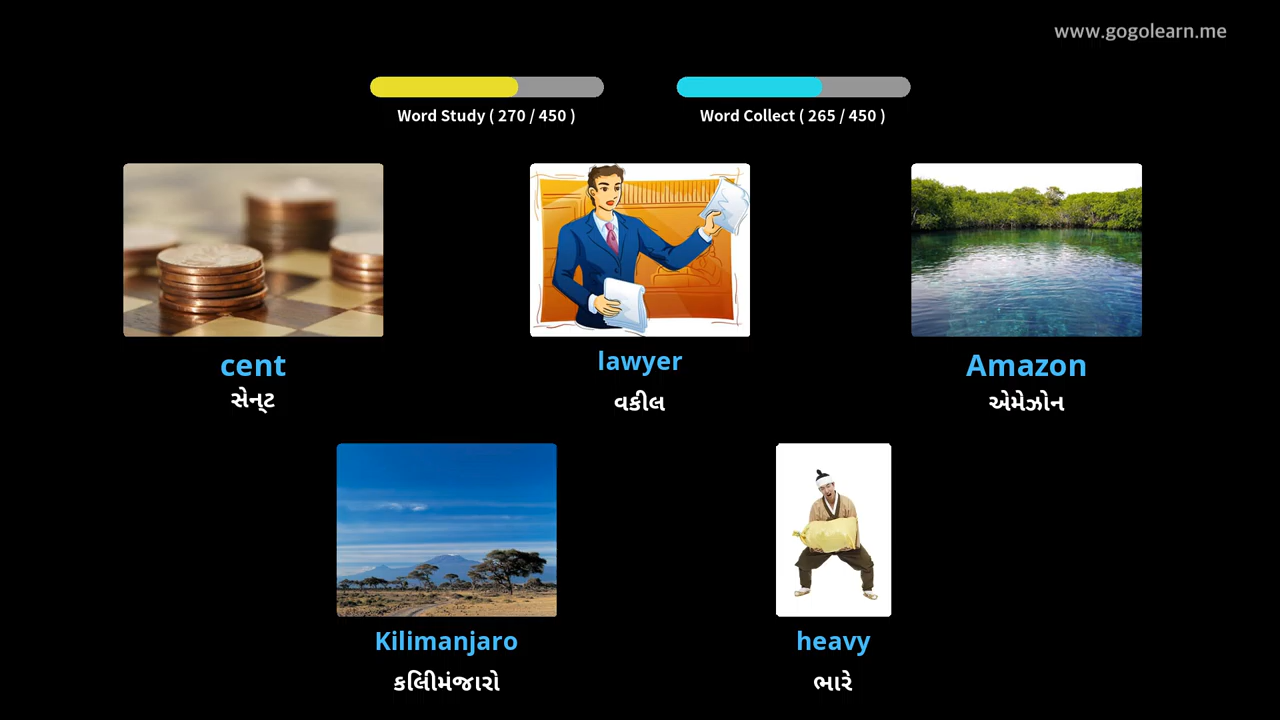 www.gogolearn.me
Word Study ( 270 / 450 )
Word Collect ( 265 / 450 )
cent
સેન્ટ
lawyer
વકીલ
Amazon
એમેઝોન
Kilimanjaro
કલિીમંજારો
heavy
ભારે